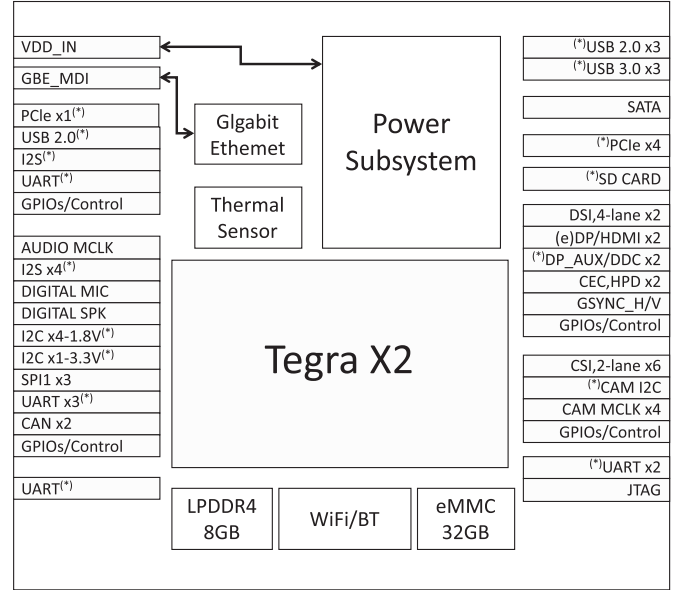 VDD_IN
GBE_MDI
PCIe x1(*)
USB 2.0(*)
I2S(*)
UART(*)
GPIOs/Control
AUDIO MCLK
I2S x4(*)
DIGITAL MIC
DIGITAL SPK
I2C x4-1.8V(*)
I2C x1-3.3V(*)
SPI1 x3
UART x3(*)
CAN x2
GPIOs/Control
UART(*)
GIgabit
Ethemet
Thermal
Sensor
Power
Subsystem
Tegra X2
LPDDR4
8GB
WiFi/BT
eMMC
32GB
(*)USB 2.0 x3
(*)USB 3.0 x3
SATA
(*)PCIe x4
(*)SD CARD
DSI,4-lane x2
(e)DP/HDMI x2
(*)DP_AUX/DDC x2
CEC,HPD x2
GSYNC_H/V
GPIOs/Control
CSI,2-lane x6
(*)CAM I2C
CAM MCLK x4
GPIOs/Control
(*)UART x2
JTAG